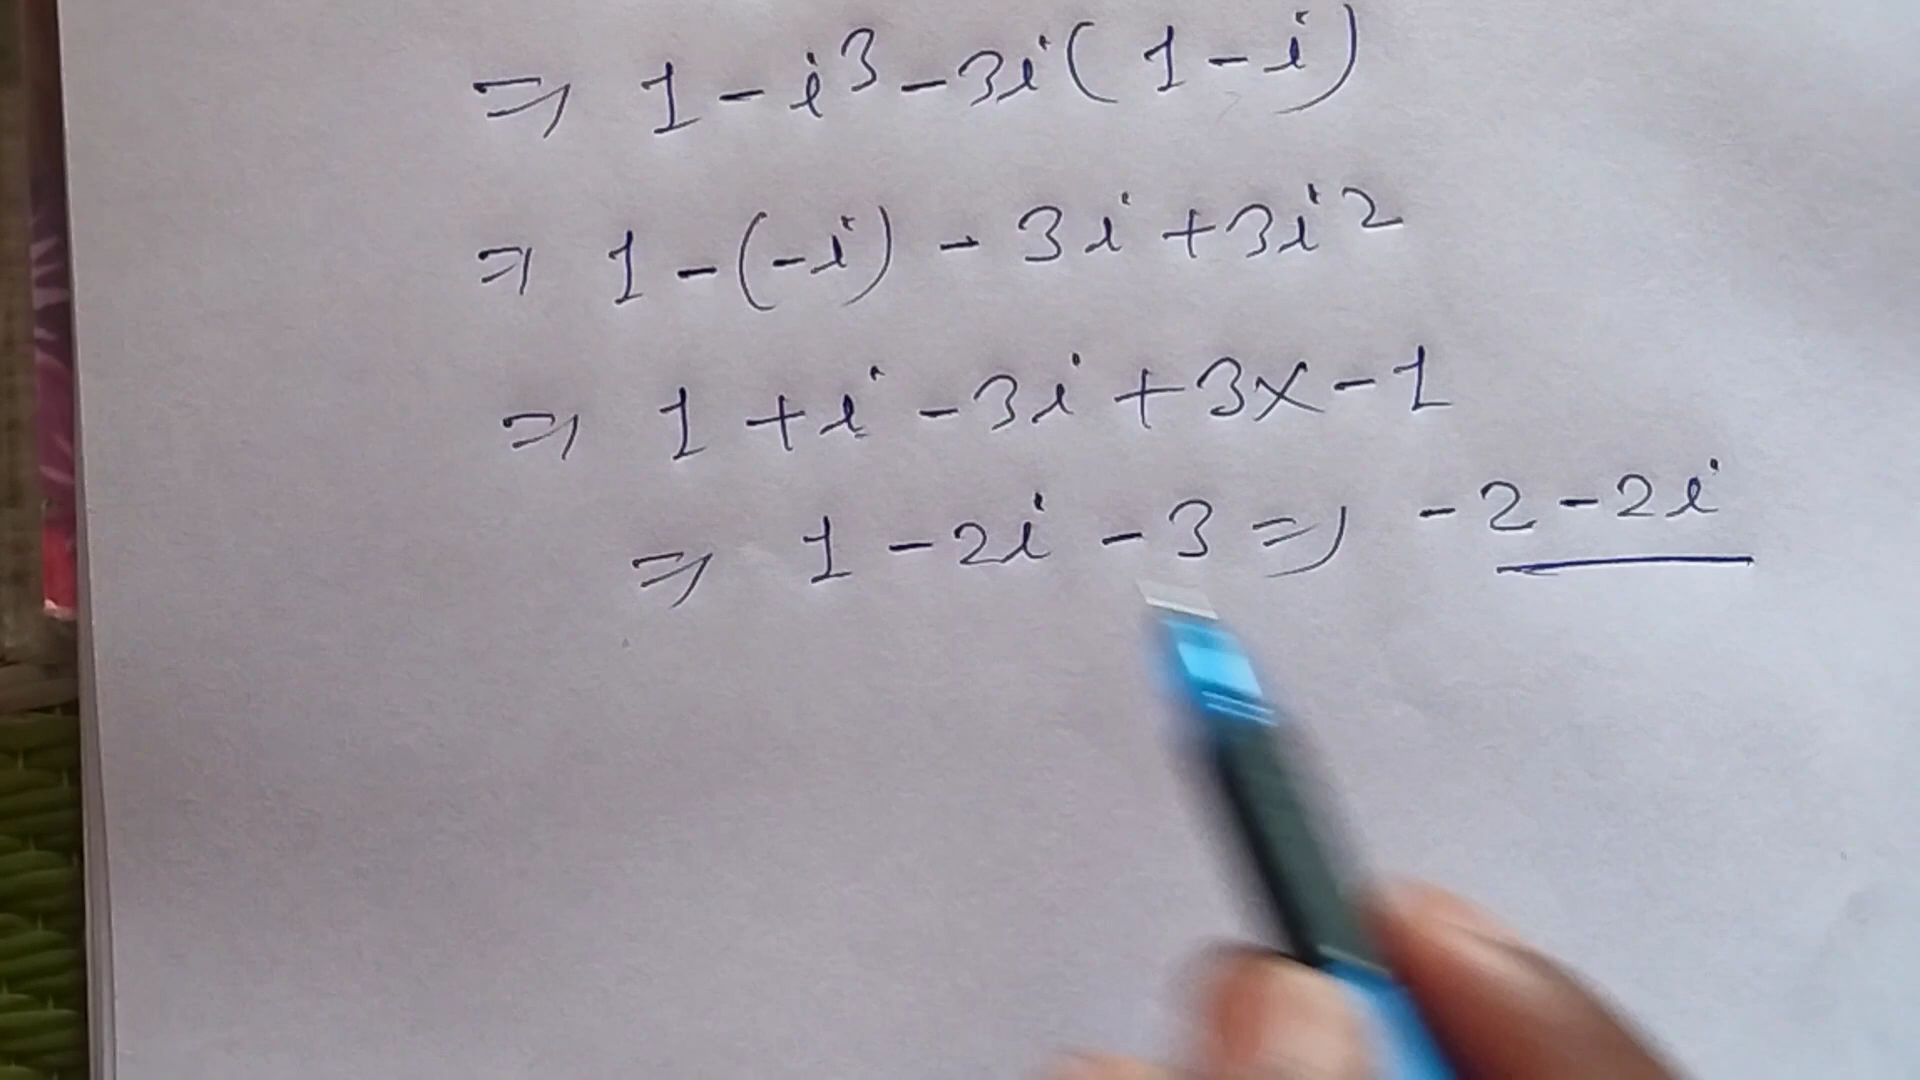 ⇒ 1 - i³ - 3i ( 1 - i )
⇒ 1 - (-i) - 3i + 3i²
⇒ 1 + i - 3i + 3x - 1
⇒ 1 - 2i - 3 ⇒ -2 - 2i